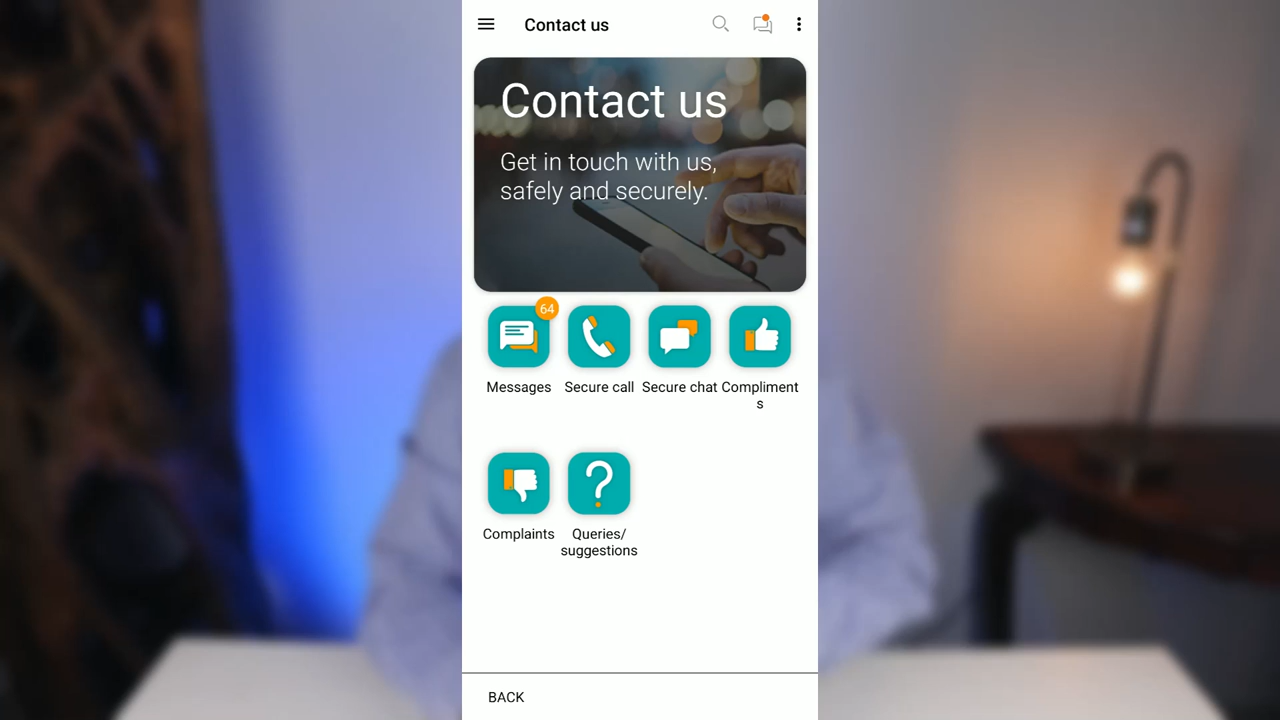 Contact us
Contact us
Get in touch with us,
safely and securely.
64
Messages
Secure call
Secure chat
Compliment
s
Complaints
Queries/
suggestions
BACK